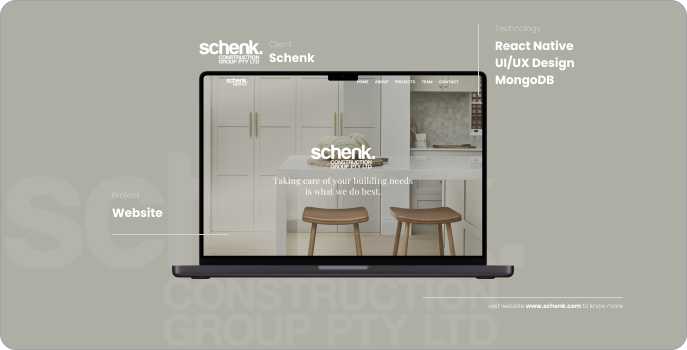 schenk.
CONSTRUCTION
GROUP PTY LTD
Client
Schenk
Technology
React Native
UI/UX Design
MongoDB
schenk.
HOME ABOUT PROJECTS TEAM CONTACT
schenk.
CONSTRUCTION
GROUP PTY LTD
Taking care of your building needs
is what we do best.
Project
Website
schenk.
CONSTRUCTION
GROUP PTY LTD
visit website www.schenk.com to know more